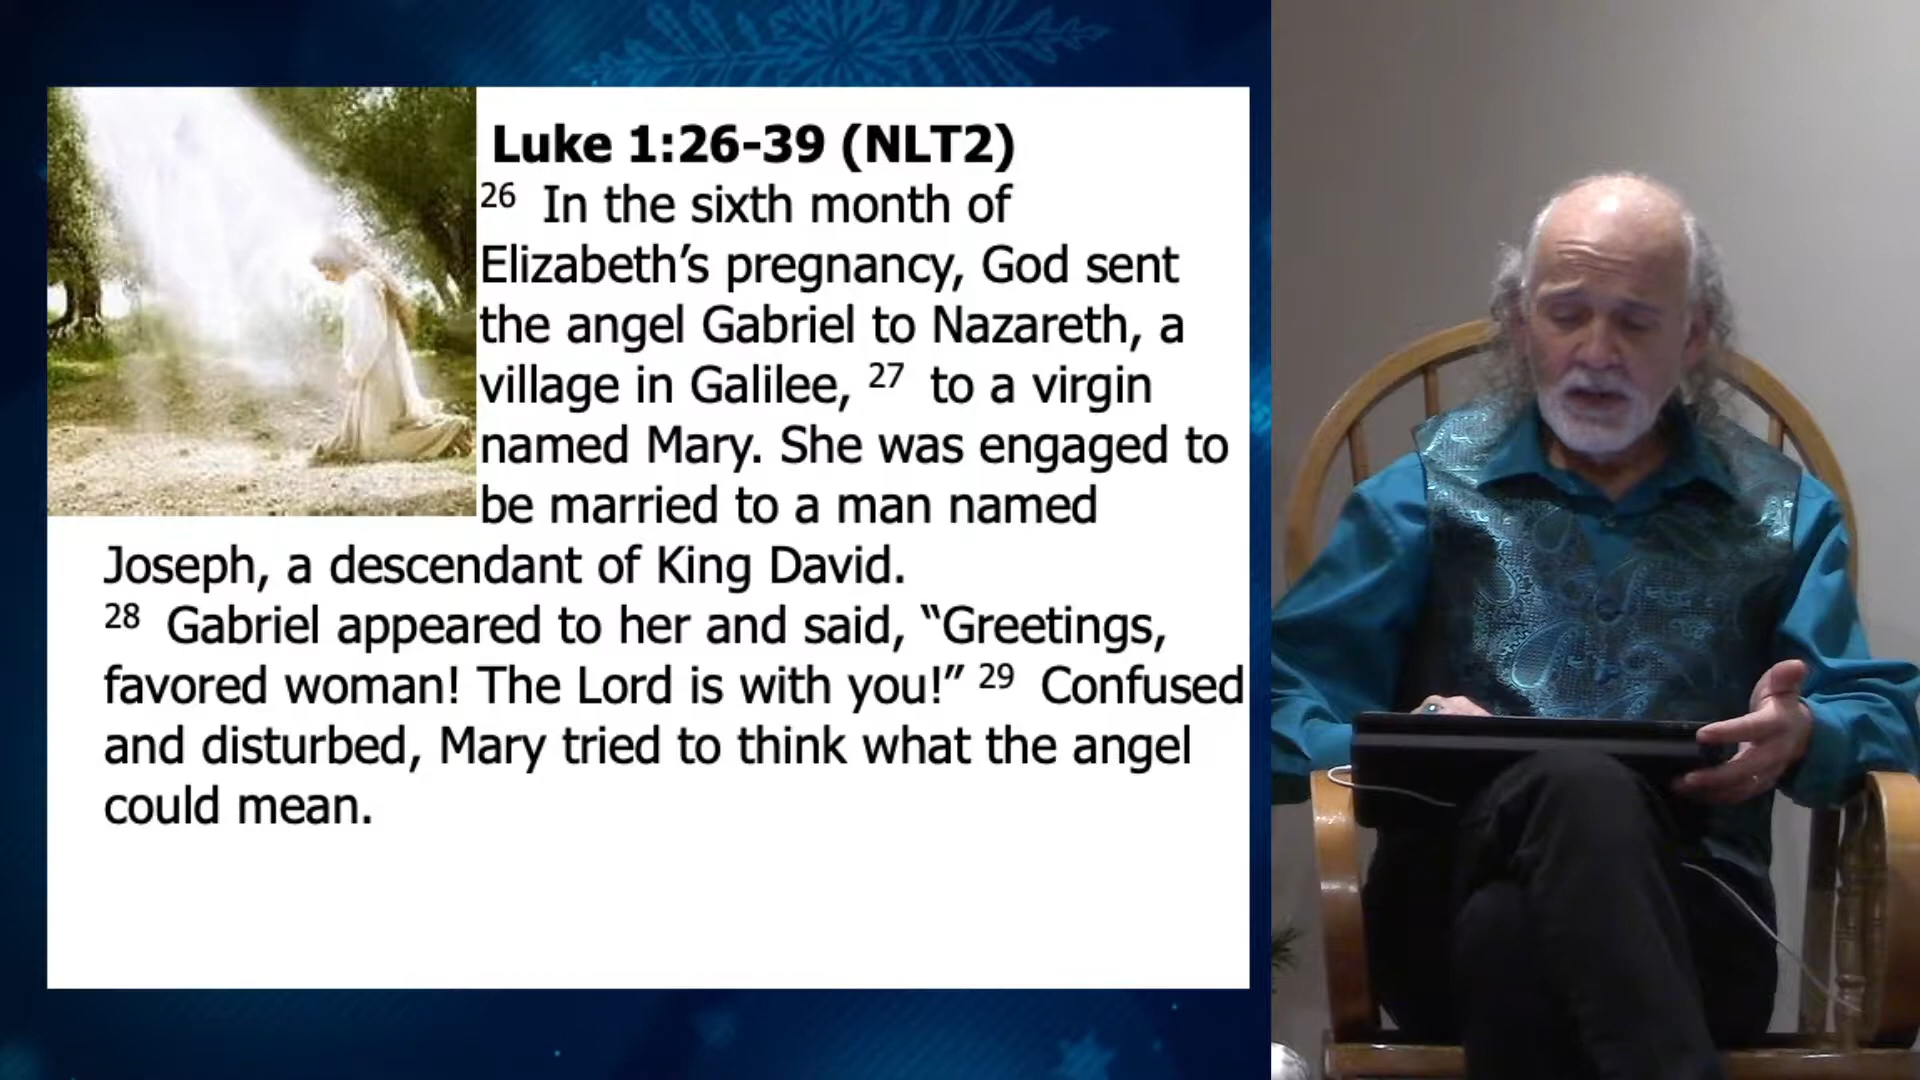 Luke 1:26-39 (NLT2)
26 In the sixth month of
Elizabeth’s pregnancy, God sent
the angel Gabriel to Nazareth, a
village in Galilee, 27 to a virgin
named Mary. She was engaged to
be married to a man named
Joseph, a descendant of King David.
28 Gabriel appeared to her and said, “Greetings,
favored woman! The Lord is with you!” 29 Confused
and disturbed, Mary tried to think what the angel
could mean.